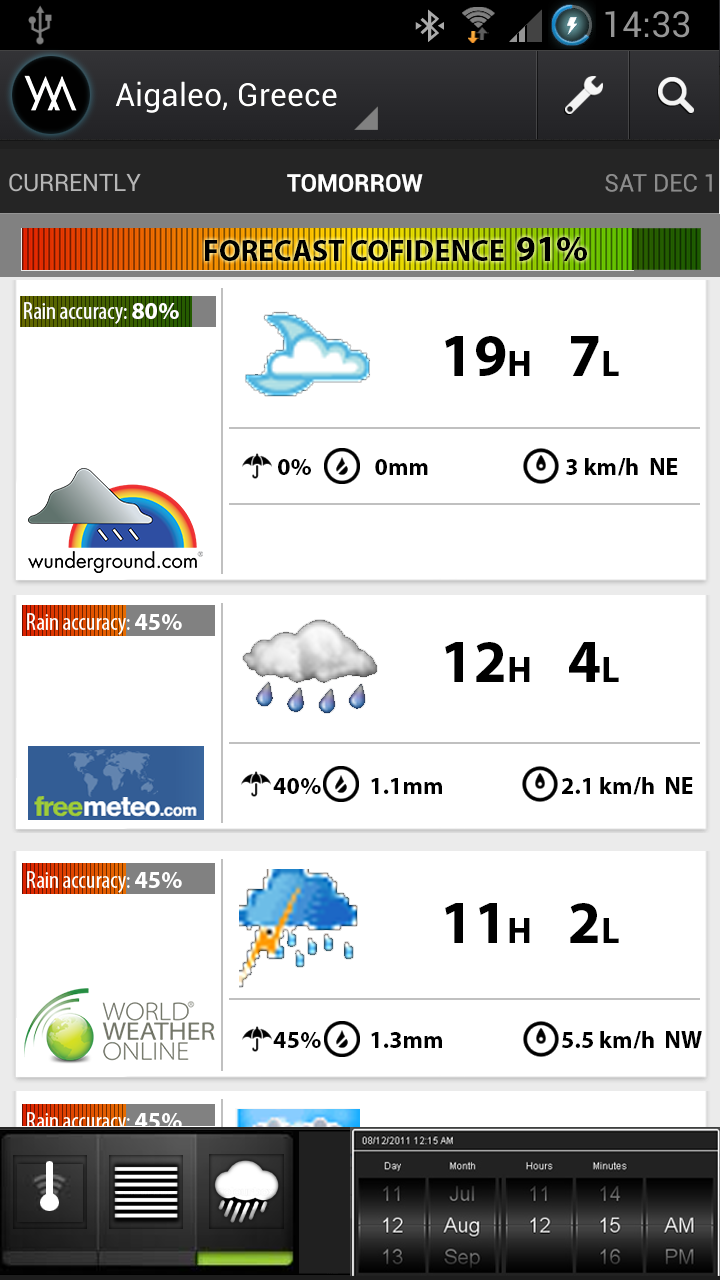 14:33
Aigaleo, Greece
CURRENTLY TOMORROW SAT DEC 1
FORECAST COFIDENCE 91%
Rain accuracy: 80%
19H 7L
0% 0mm 3 km/h NE
wunderground.com®
Rain accuracy: 45%
12H 4L
40% 1.1mm 2.1 km/h NE
freemeteo.com
Rain accuracy: 45%
11H 2L
WORLD®
WEATHER
ONLINE
45% 1.3mm 5.5 km/h NW
Rain accuracy: 45%
08/12/2011 12:15 AM
Day Month Hours Minutes
11 Jul 11 14
12 Aug 12 15 AM
13 Sep 16 PM